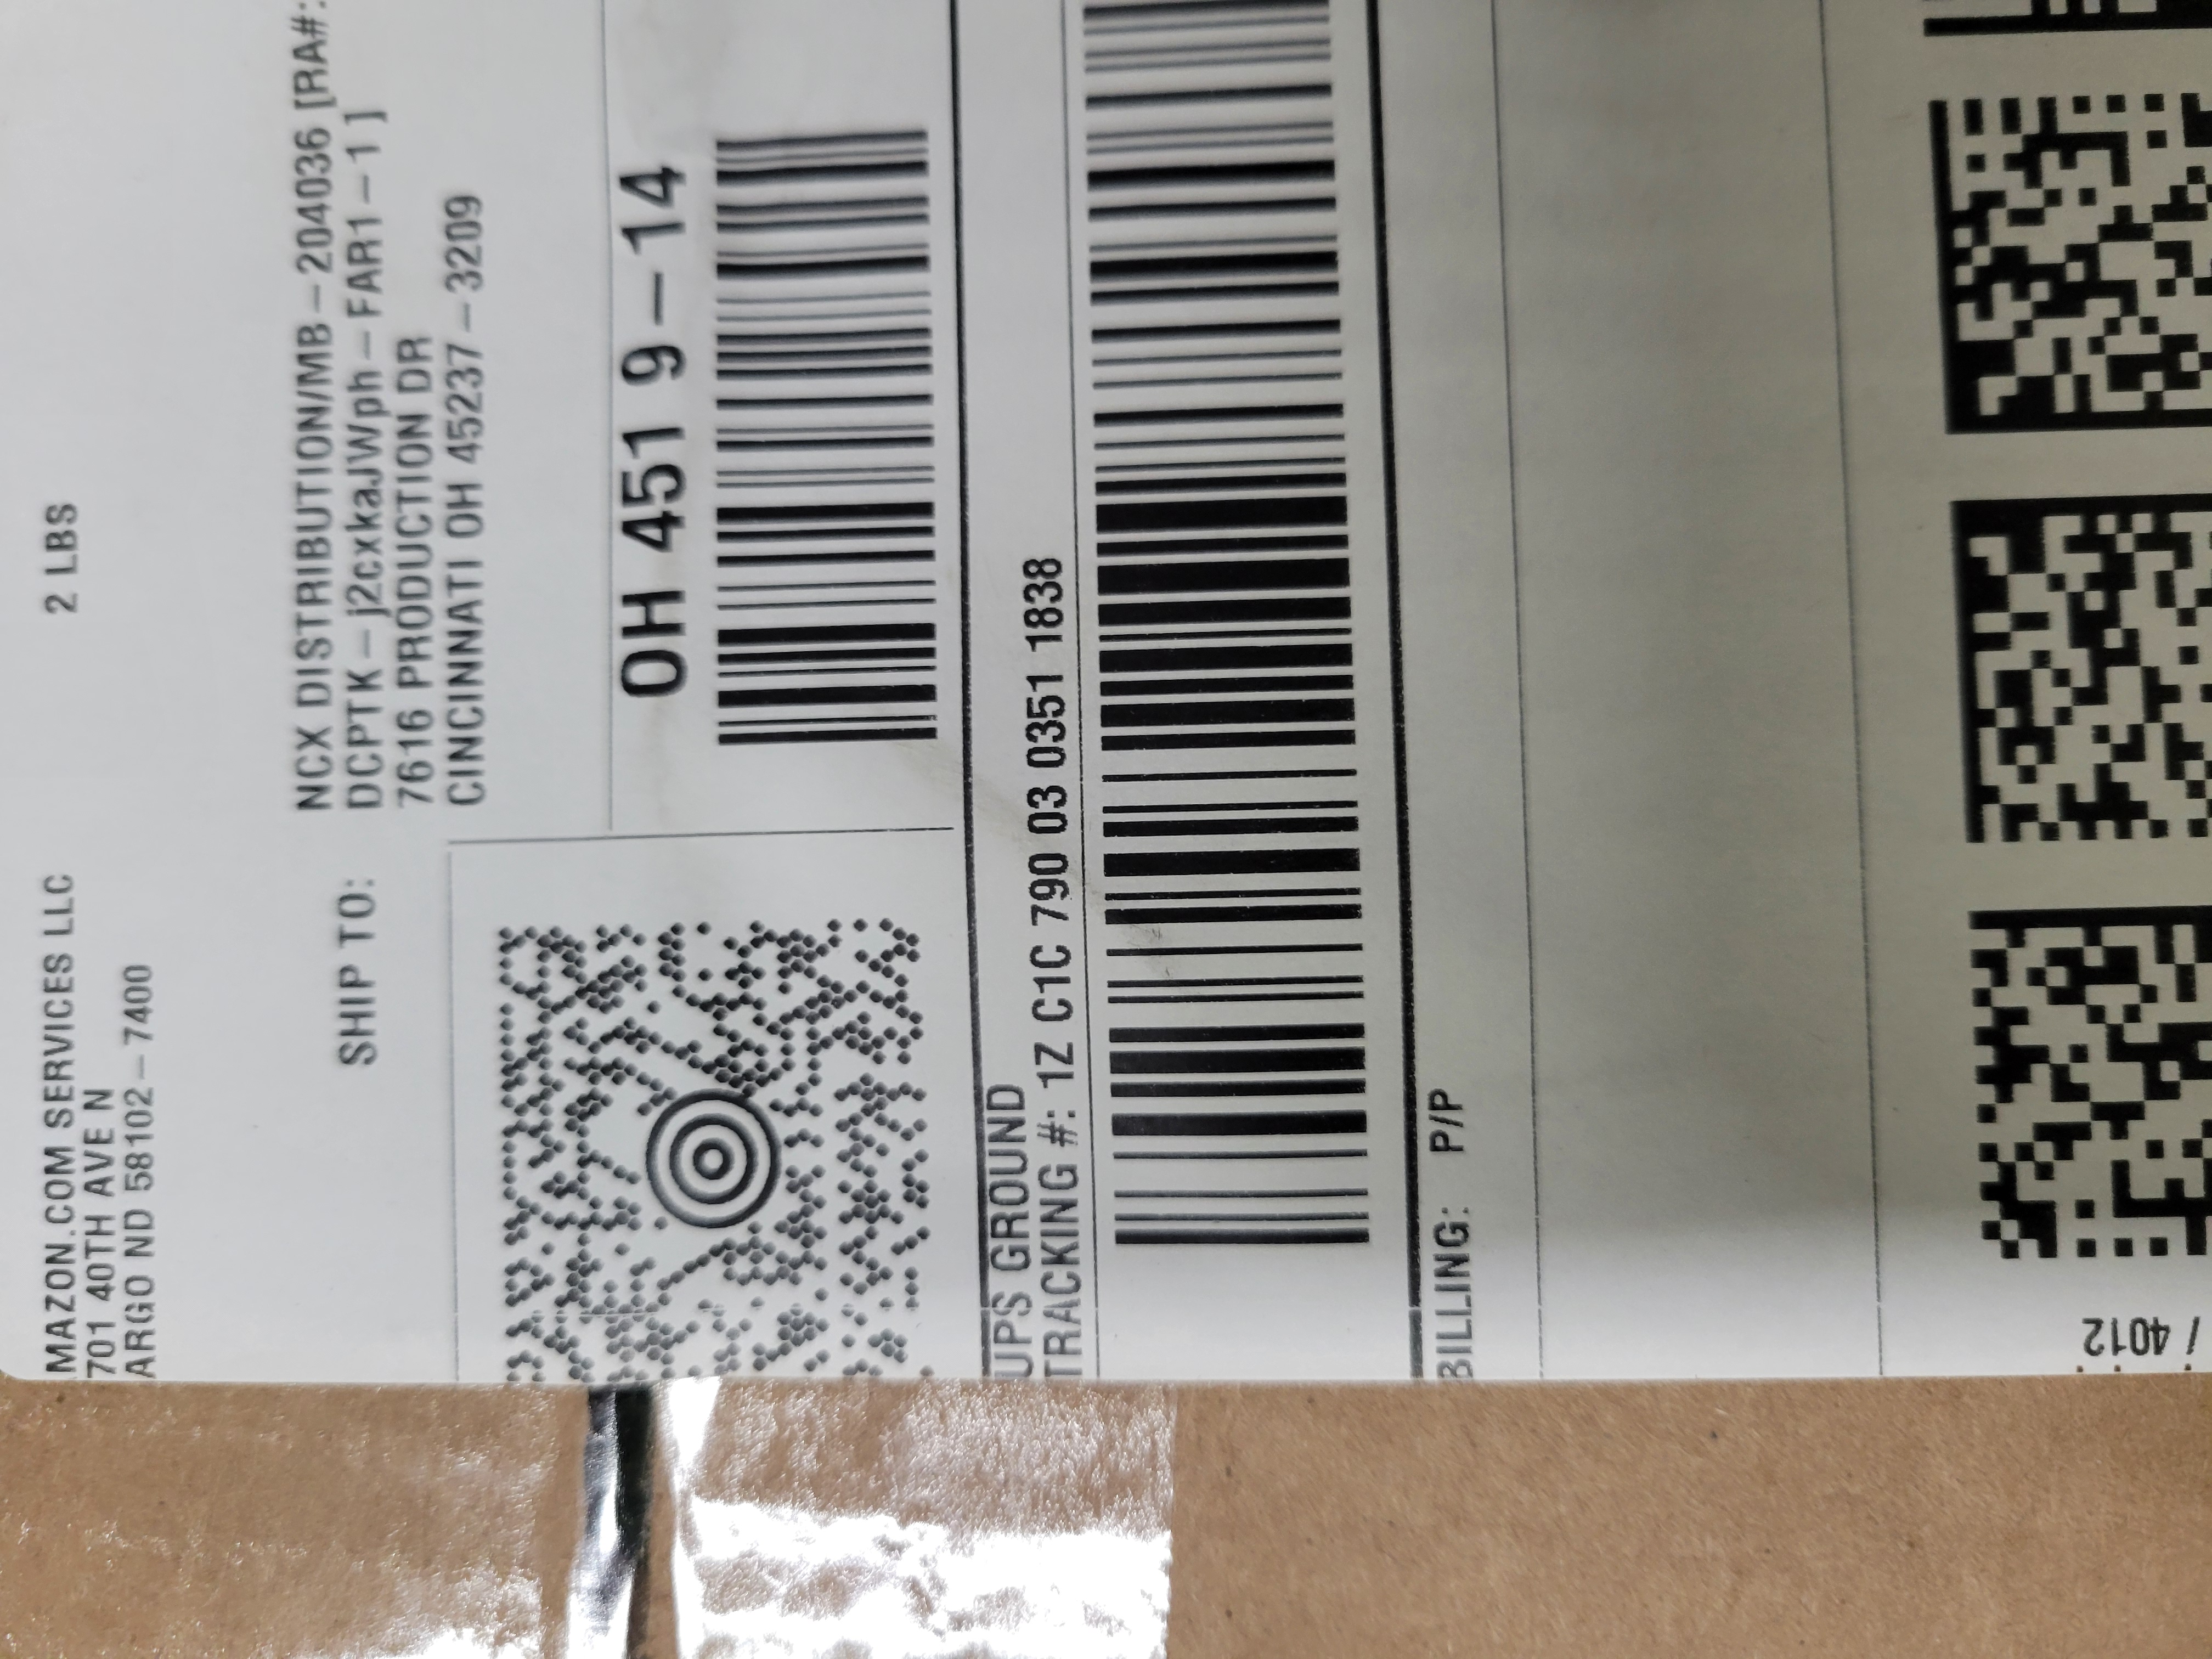 MAZON.COM SERVICES LLC
2 LBS
701 40TH AVE N
ARGO ND 58102-7400
SHIP TO:
NCX DISTRIBUTION/MB-204036 [RA#:
DCPTK-j2cxkaJWph-FAR1-1]
7616 PRODUCTION DR
CINCINNATI OH 45237-3209
OH 451 9-14
UPS GROUND
TRACKING #: 1Z C1C 790 03 0351 1838
BILLING: P/P
/ 4012